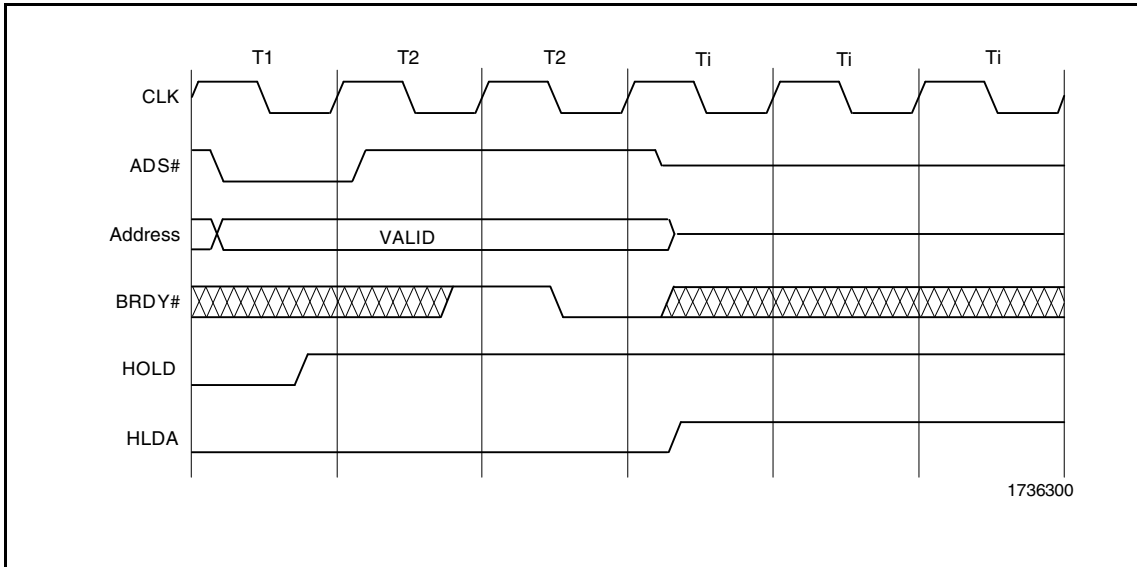 T1 T2 T2 Ti Ti Ti
CLK
ADS#
Address VALID
BRDY#
HOLD
HLDA
1736300